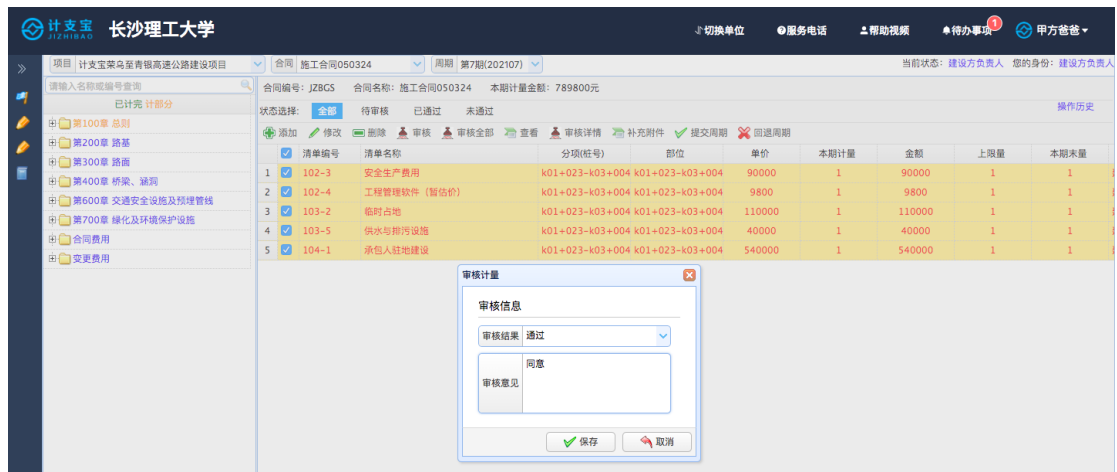 计支宝 JIZHIBAO 长沙理工大学 切换单位 服务电话 帮助视频 待办事项 1 甲方爸爸
项目 计支宝荣乌至青银高速公路建设项目 合同 施工合同050324 周期 第7期(202107) 当前状态: 建设方负责人 您的身份: 建设方负责人
请输入名称或编号查询
合同编号: JZBGS 合同名称: 施工合同050324 本期计量金额: 789800元
已计完 计部分
状态选择: 全部 待审核 已通过 未通过 操作历史
添加 修改 删除 审核 审核全部 查看 审核详情 补充附件 提交周期 回退周期
第100章 总则
第200章 路基
第300章 路面
第400章 桥梁、涵洞
第600章 交通安全设施及预埋管线
第700章 绿化及环境保护设施
合同费用
变更费用
清单编号 清单名称 分项(桩号) 部位 单价 本期计量 金额 上限量 本期末量
1 102-3 安全生产费用 k01+023-k03+004 k01+023-k03+004 90000 1 90000 1 1
2 102-4 工程管理软件（暂估价） k01+023-k03+004 k01+023-k03+004 9800 1 9800 1 1
3 103-2 临时占地 k01+023-k03+004 k01+023-k03+004 110000 1 110000 1 1
4 103-5 供水与排污设施 k01+023-k03+004 k01+023-k03+004 40000 1 40000 1 1
5 104-1 承包人驻地建设 k01+023-k03+004 k01+023-k03+004 540000 1 540000 1 1
审核计量
审核信息
审核结果 通过
同意
审核意见
保存 取消